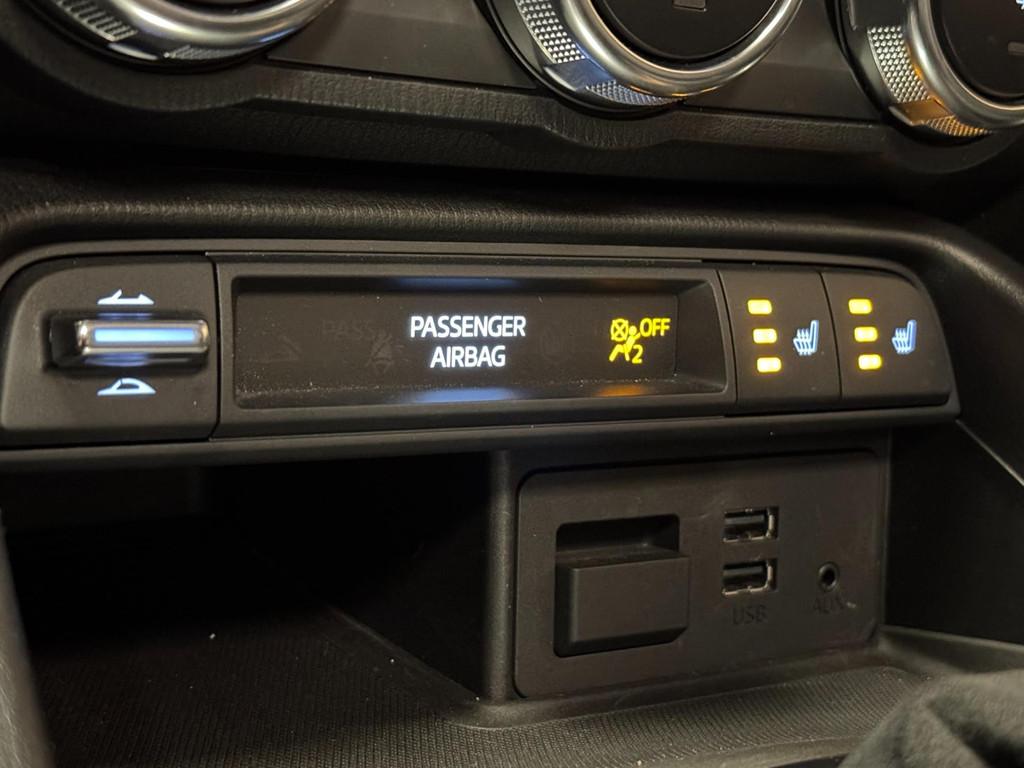 PASSENGER
AIRBAG
OFF
2
USB
AUX